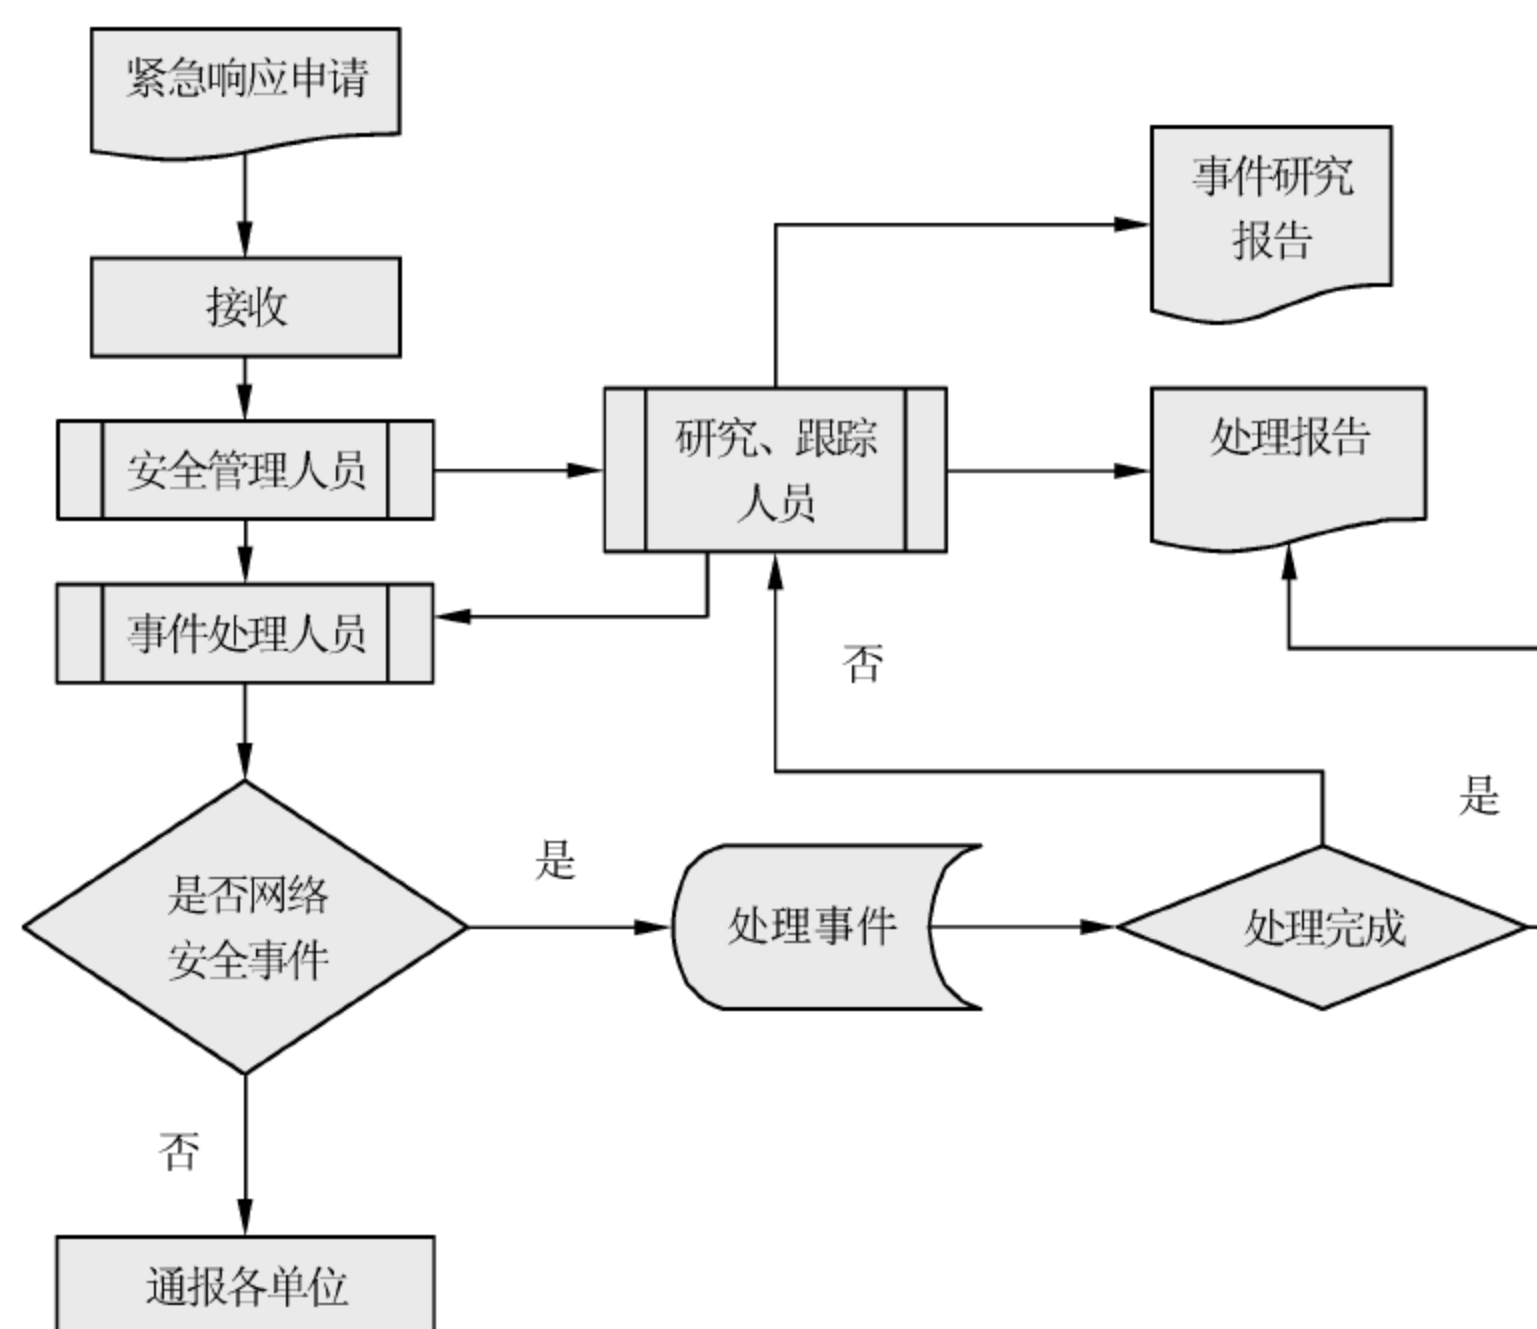 紧急响应申请
接收
安全管理人员
事件处理人员
是否网络
安全事件
否
通报各单位
是
处理事件
处理完成
否
研究、跟踪
人员
事件研究
报告
处理报告
是